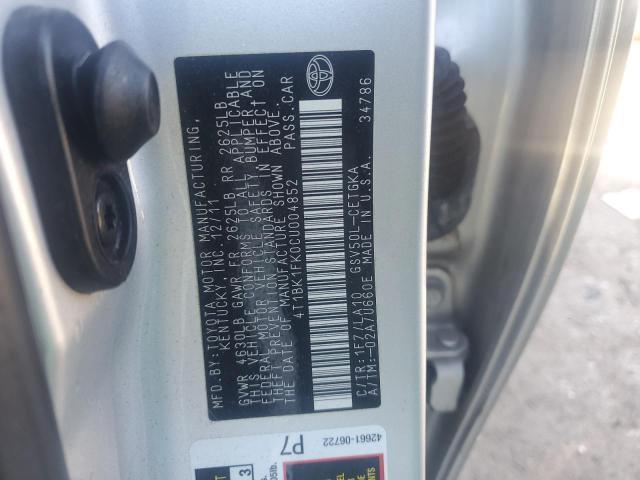 MFD.BY:TOYOTA MOTOR MANUFACTURING,
KENTUCKY, INC. 12/11
GVWR 4630LB GAWR FR 2625LB RR 2625LB
THIS VEHICLE CONFORMS TO ALL APPLICABLE
FEDERAL MOTOR VEHICLE SAFETY, BUMPER, AND
THEFT PREVENTION STANDARDS IN EFFECT ON
THE DATE OF MANUFACTURE SHOWN ABOVE.
4T1BK1FK0CU004852 PASS.CAR
C/TR:1F7/LA10 GSV50L-CETGKA
A/TM:-02A/U660E MADE IN U.S.A. 34786
42661-06722
P7
3